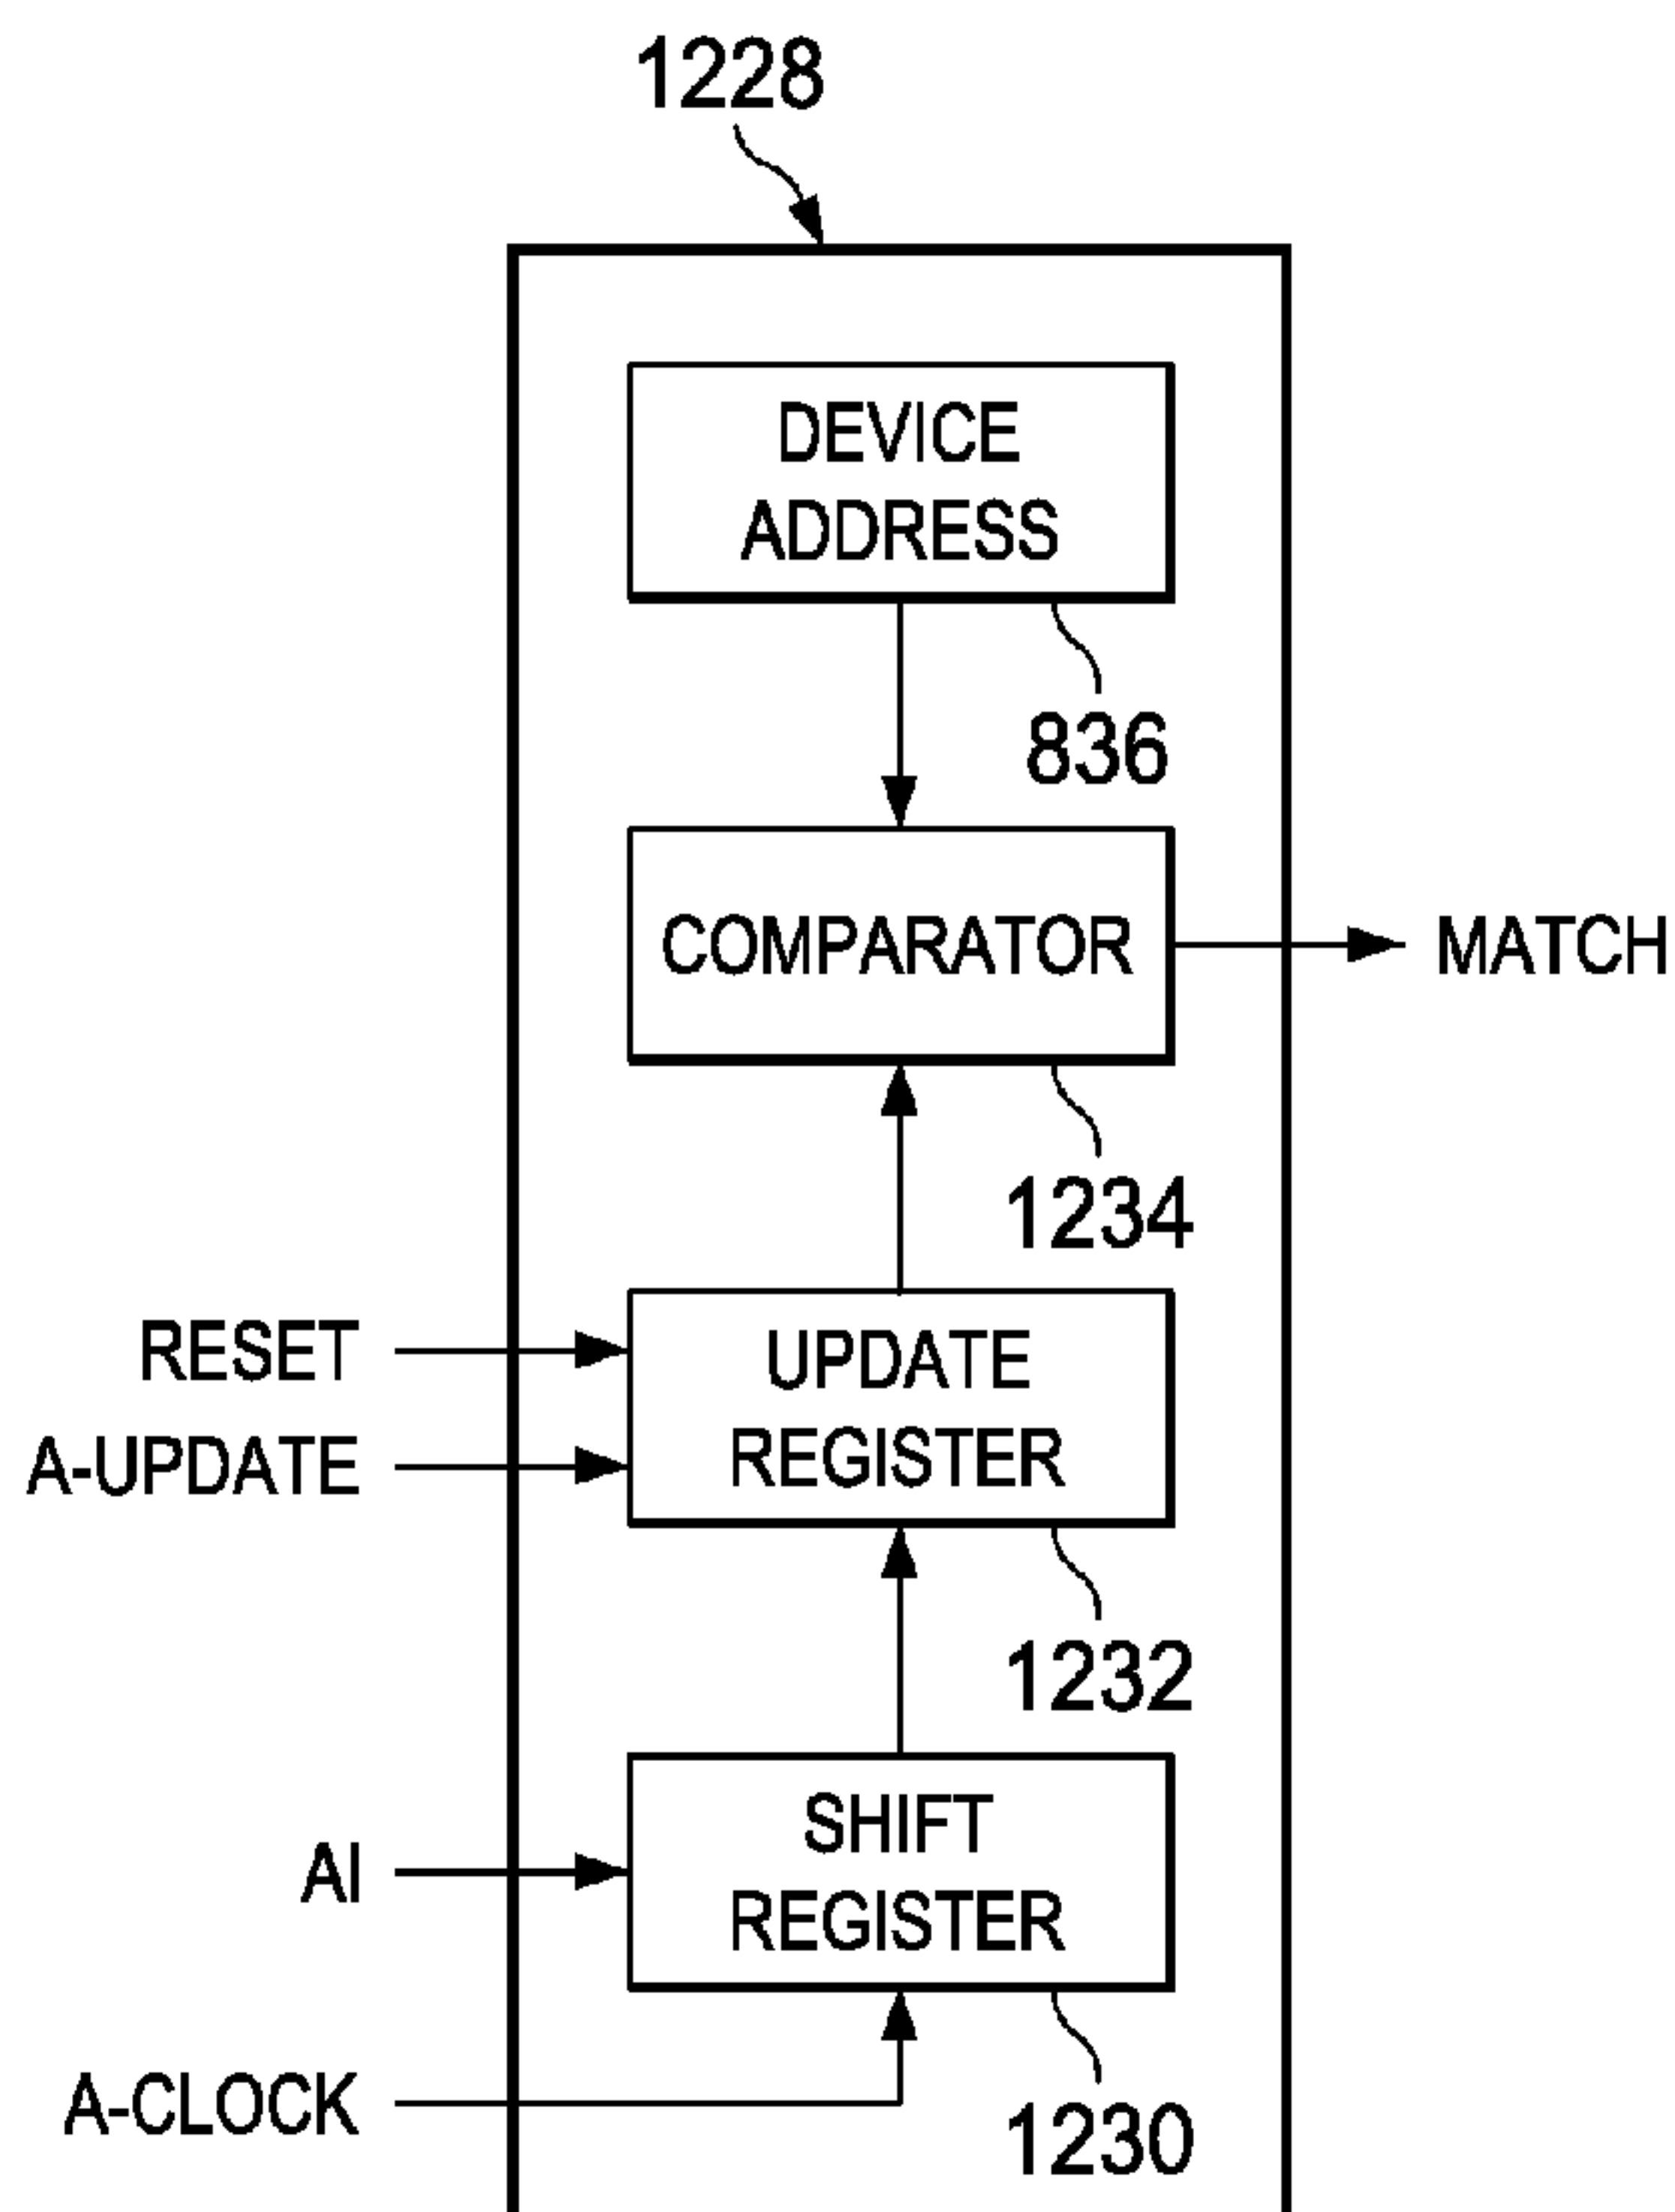 1228
DEVICE
ADDRESS
836
COMPARATOR
MATCH
1234
RESET
A-UPDATE
UPDATE
REGISTER
1232
AI
SHIFT
REGISTER
A-CLOCK
1230